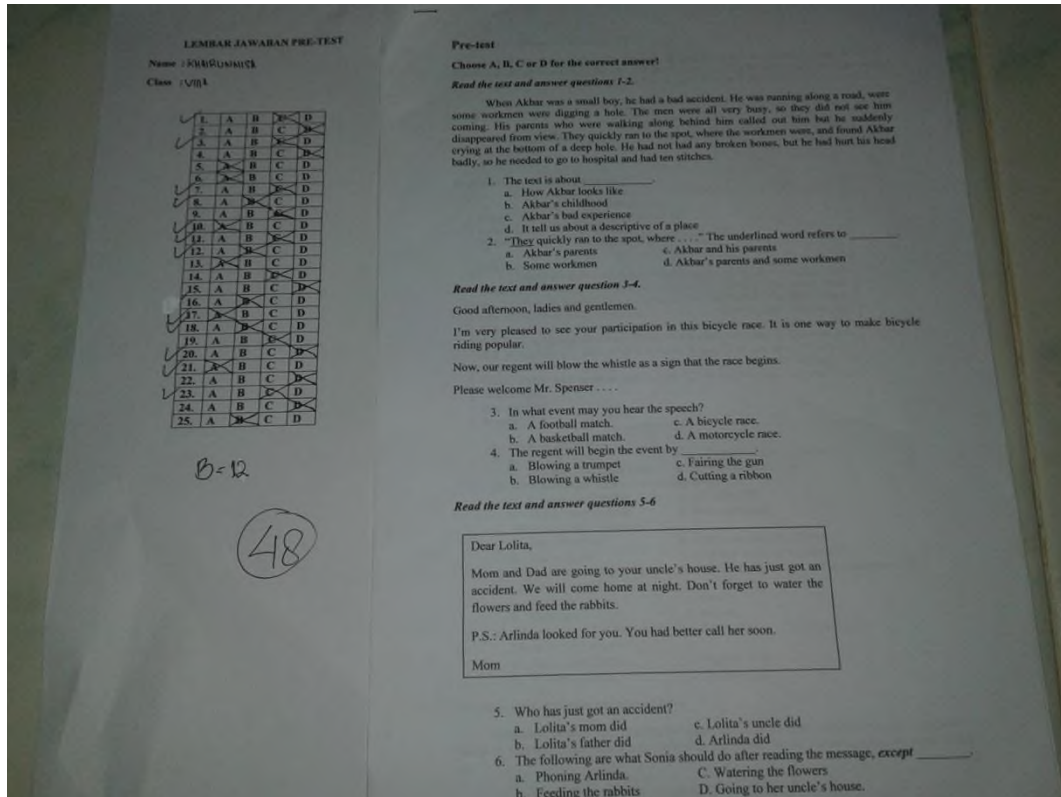 LEMBAR JAWABAN PRE-TEST
Name : KHAIRUNNISA
Class : VIII
1. A B C D
2. A B C D
3. A B C D
4. A B C D
5. A B C D
6. A B C D
7. A B C D
8. A B C D
9. A B C D
10. A B C D
11. A B C D
12. A B C D
13. A B C D
14. A B C D
15. A B C D
16. A B C D
17. A B C D
18. A B C D
19. A B C D
20. A B C D
21. A B C D
22. A B C D
23. A B C D
24. A B C D
25. A B C D
B = 12
48
Pre-test
Choose A, B, C or D for the correct answer!
Read the text and answer questions 1-2.
When Akbar was a small boy, he had a bad accident. He was running along a road, were
some workmen were digging a hole. The men were all very busy, so they did not see him
coming. His parents who were walking along behind him called out him but he suddenly
disappeared from view. They quickly ran to the spot, where the workmen were, and found Akbar
crying at the bottom of a deep hole. He had not had any broken bones, but he had hurt his head
badly, so he needed to go to hospital and had ten stitches.
1. The text is about ____________.
a. How Akbar looks like
b. Akbar's childhood
c. Akbar's bad experience
d. It tell us about a descriptive of a place
2. "They quickly ran to the spot, where . . . ." The underlined word refers to ________
a. Akbar's parents c. Akbar and his parents
b. Some workmen d. Akbar's parents and some workmen
Read the text and answer question 3-4.
Good afternoon, ladies and gentlemen.
I'm very pleased to see your participation in this bicycle race. It is one way to make bicycle
riding popular.
Now, our regent will blow the whistle as a sign that the race begins.
Please welcome Mr. Spenser . . . .
3. In what event may you hear the speech?
a. A football match. c. A bicycle race.
b. A basketball match. d. A motorcycle race.
4. The regent will begin the event by ____________.
a. Blowing a trumpet c. Fairing the gun
b. Blowing a whistle d. Cutting a ribbon
Read the text and answer questions 5-6
Dear Lolita,
Mom and Dad are going to your uncle's house. He has just got an
accident. We will come home at night. Don't forget to water the
flowers and feed the rabbits.
P.S.: Arlinda looked for you. You had better call her soon.
Mom
5. Who has just got an accident?
a. Lolita's mom did c. Lolita's uncle did
b. Lolita's father did d. Arlinda did
6. The following are what Sonia should do after reading the message, except ________.
a. Phoning Arlinda. C. Watering the flowers
b. Feeding the rabbits D. Going to her uncle's house.